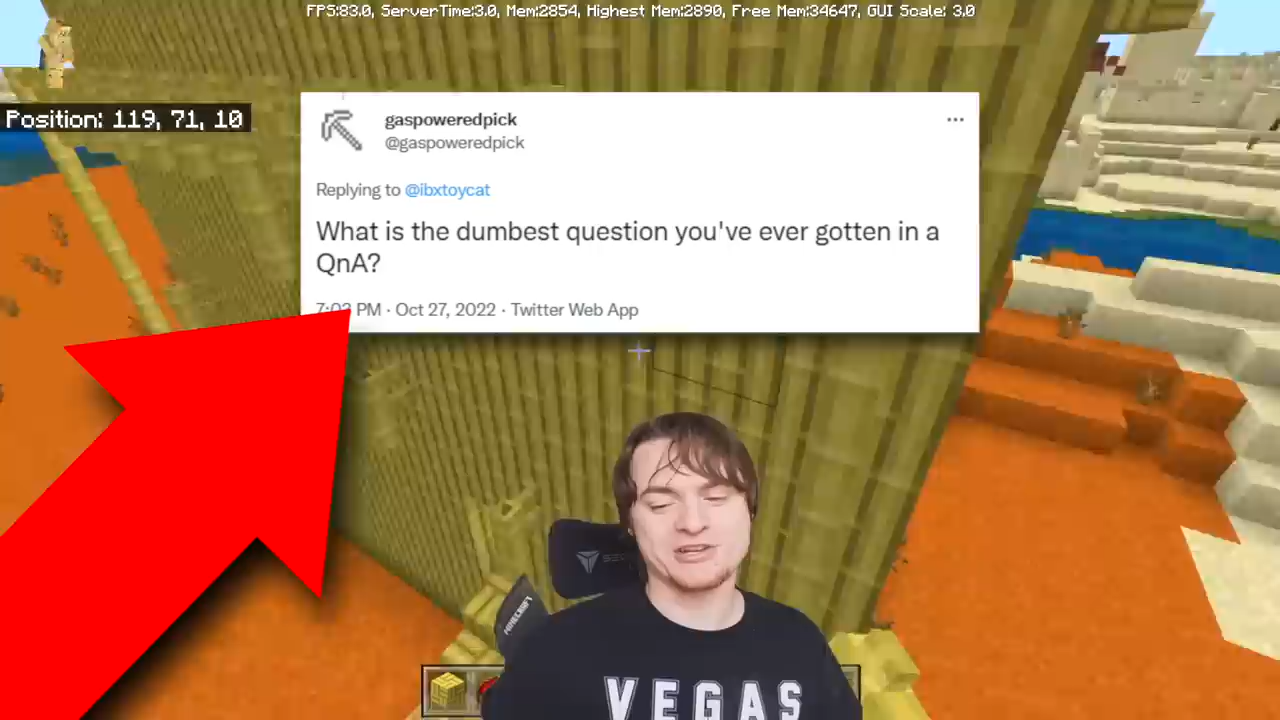 FPS:83.0, ServerTime:3.0, Mem:2854, Highest Mem:2890, Free Mem:34647, GUI Scale: 3.0
Position: 119, 71, 10
gaspoweredpick
@gaspoweredpick
Replying to @ibxtoycat
What is the dumbest question you've ever gotten in a
QnA?
PM · Oct 27, 2022 · Twitter Web App
MINECRAFT
VEGAS